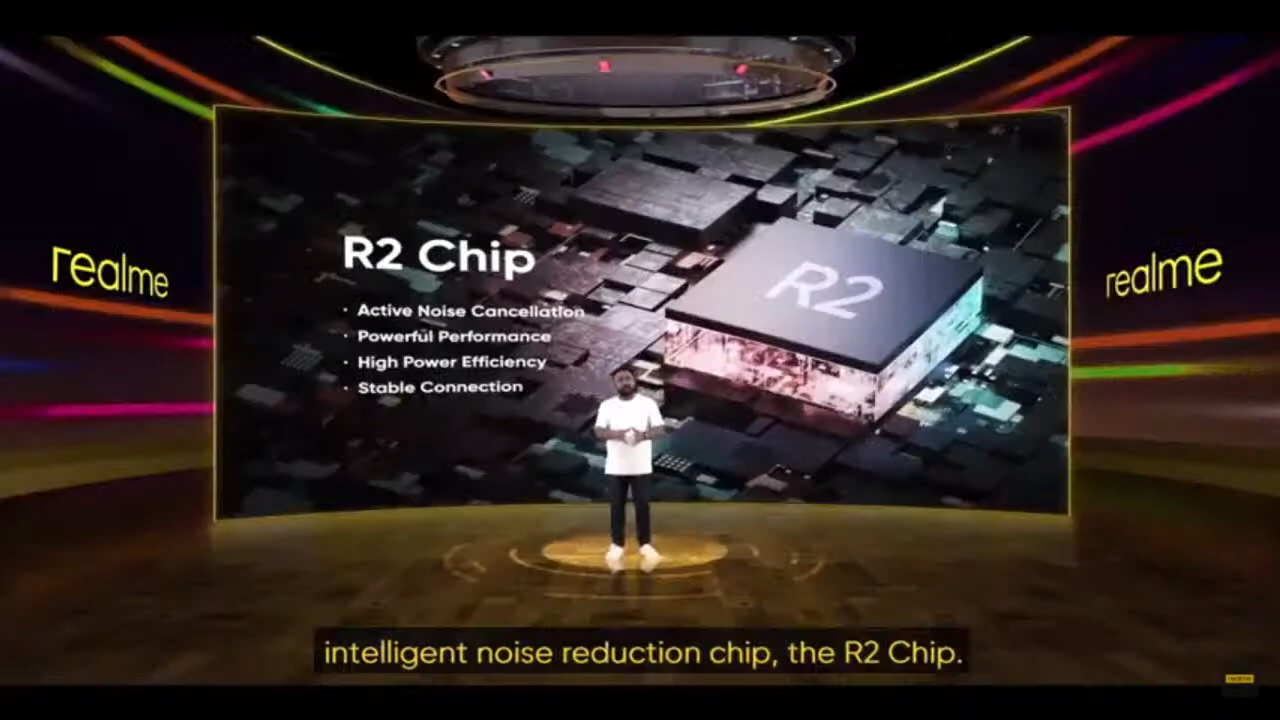 realme
R2 Chip
· Active Noise Cancellation
· Powerful Performance
· High Power Efficiency
· Stable Connection
R2
realme
intelligent noise reduction chip, the R2 Chip.
realme